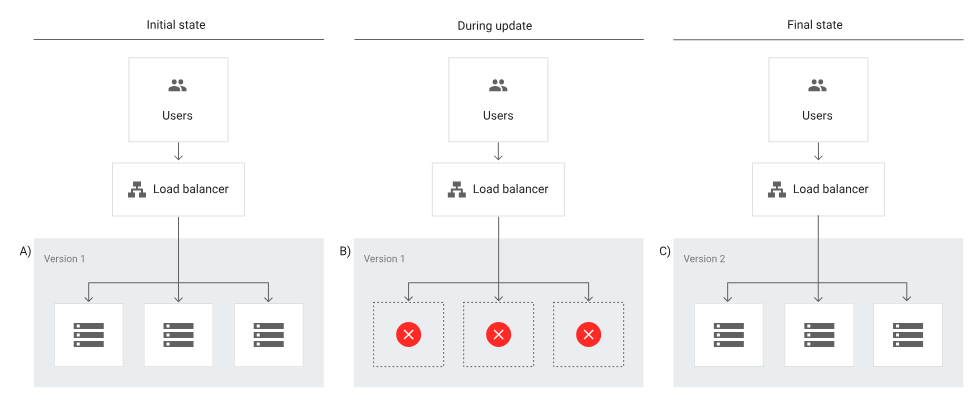 Initial state
During update
Final state
Users
Users
Users
Load balancer
Load balancer
Load balancer
A)
Version 1
B)
Version 1
C)
Version 2